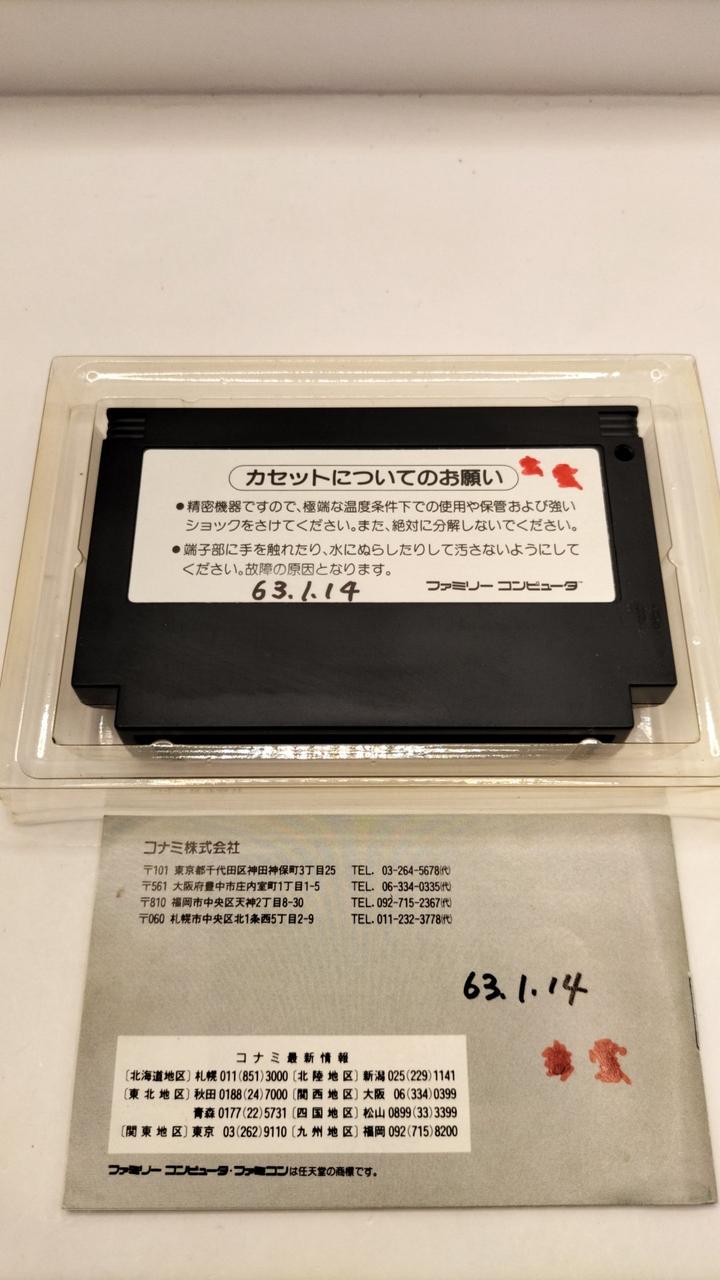 カセットについてのお願い
●精密機器ですので、極端な温度条件下での使用や保管および強い
ショックをさけてください。また、絶対に分解しないでください。
●端子部に手を触れたり、水にぬらしたりして汚さないようにして
ください。故障の原因となります。
63.1.14
ファミリー コンピュータ
コナミ株式会社
〒101 東京都千代田区神田神保町3丁目25 TEL. 03-264-5678㈹
〒561 大阪府豊中市庄内室町1丁目1-5 TEL. 06-334-0335㈹
〒810 福岡市中央区天神2丁目8-30 TEL.092-715-2367㈹
〒060 札幌市中央区北1条西5丁目2-9 TEL.011-232-3778㈹
63.1.14
コナミ最新情報
〔北海道地区〕札幌 011(851)3000〔北陸地区〕新潟 025(229)1141
〔東北地区〕秋田 0188(24)7000〔関西地区〕大阪 06(334)0399
青森 0177(22)5731〔四国地区〕松山 0899(33)3399
〔関東地区〕東京 03(262)9110〔九州地区〕福岡 092(715)8200
ファミリー コンピュータ・ファミコンは任天堂の商標です。